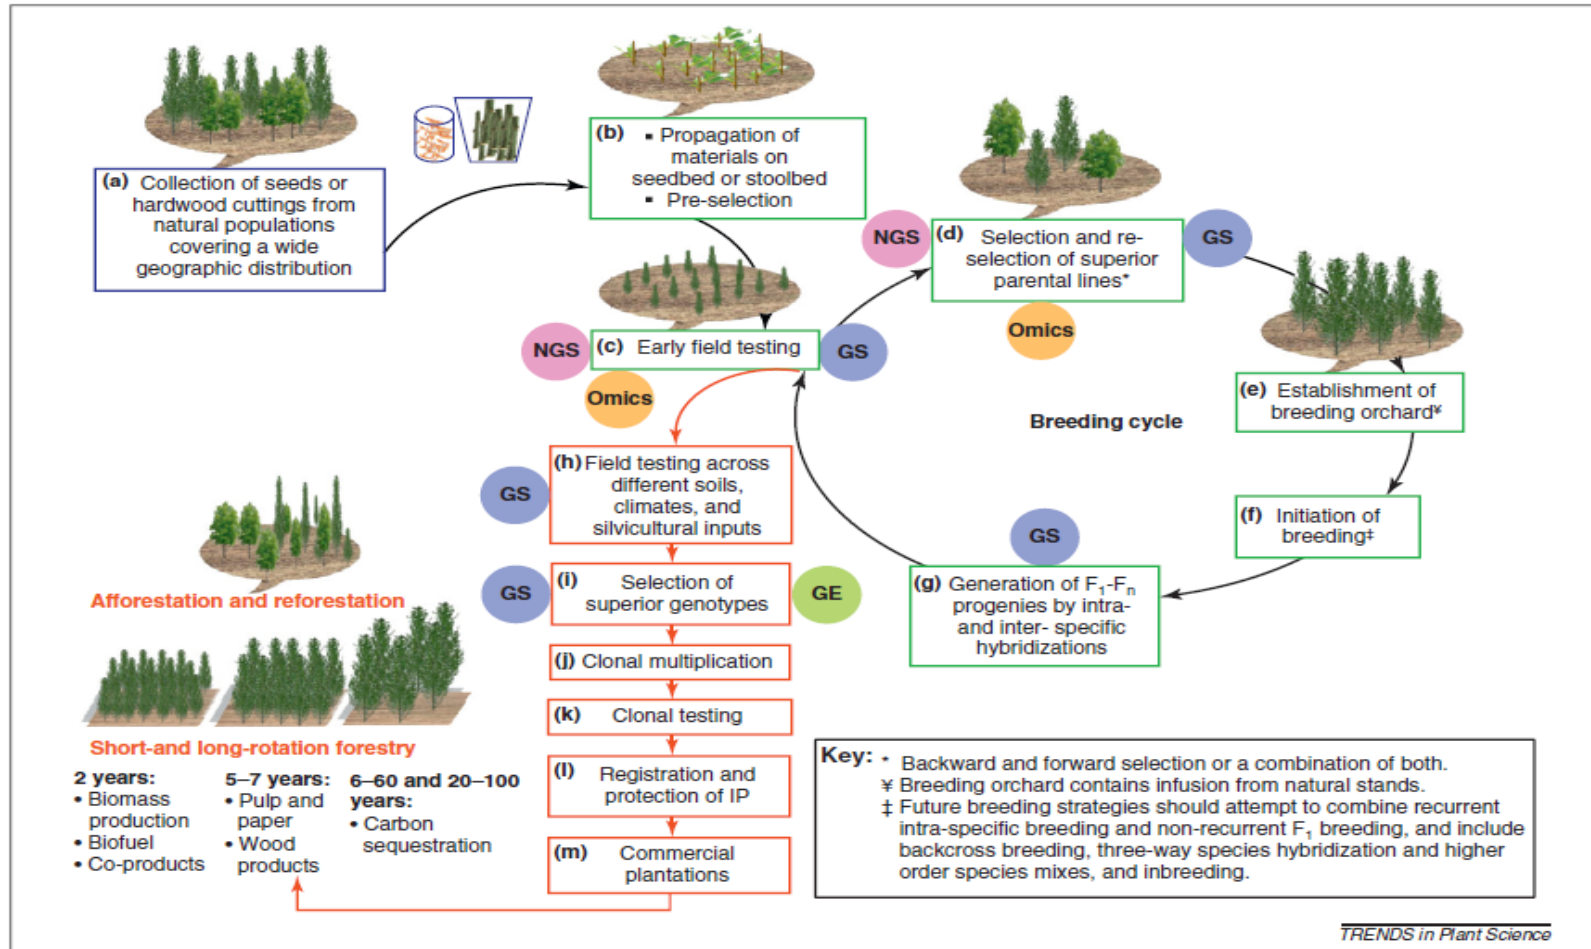 (a) Collection of seeds or
hardwood cuttings from
natural populations
covering a wide
geographic distribution
(b) ▪ Propagation of
materials on
seedbed or stoolbed
▪ Pre-selection
NGS
(c) Early field testing
GS
Omics
NGS
(d) Selection and re-
selection of superior
parental lines*
GS
Omics
(e) Establishment of
breeding orchard¥
Breeding cycle
(f) Initiation of
breeding‡
GS
(g) Generation of F₁-Fₙ
progenies by intra-
and inter- specific
hybridizations
GS
(h) Field testing across
different soils,
climates, and
silvicultural inputs
GS
(i) Selection of
superior genotypes
GE
(j) Clonal multiplication
(k) Clonal testing
(l) Registration and
protection of IP
(m) Commercial
plantations
Afforestation and reforestation
Short-and long-rotation forestry
2 years:
• Biomass
production
• Biofuel
• Co-products
5–7 years:
• Pulp and
paper
• Wood
products
6–60 and 20–100
years:
• Carbon
sequestration
Key: * Backward and forward selection or a combination of both.
¥ Breeding orchard contains infusion from natural stands.
‡ Future breeding strategies should attempt to combine recurrent
intra-specific breeding and non-recurrent F₁ breeding, and include
backcross breeding, three-way species hybridization and higher
order species mixes, and inbreeding.
TRENDS in Plant Science